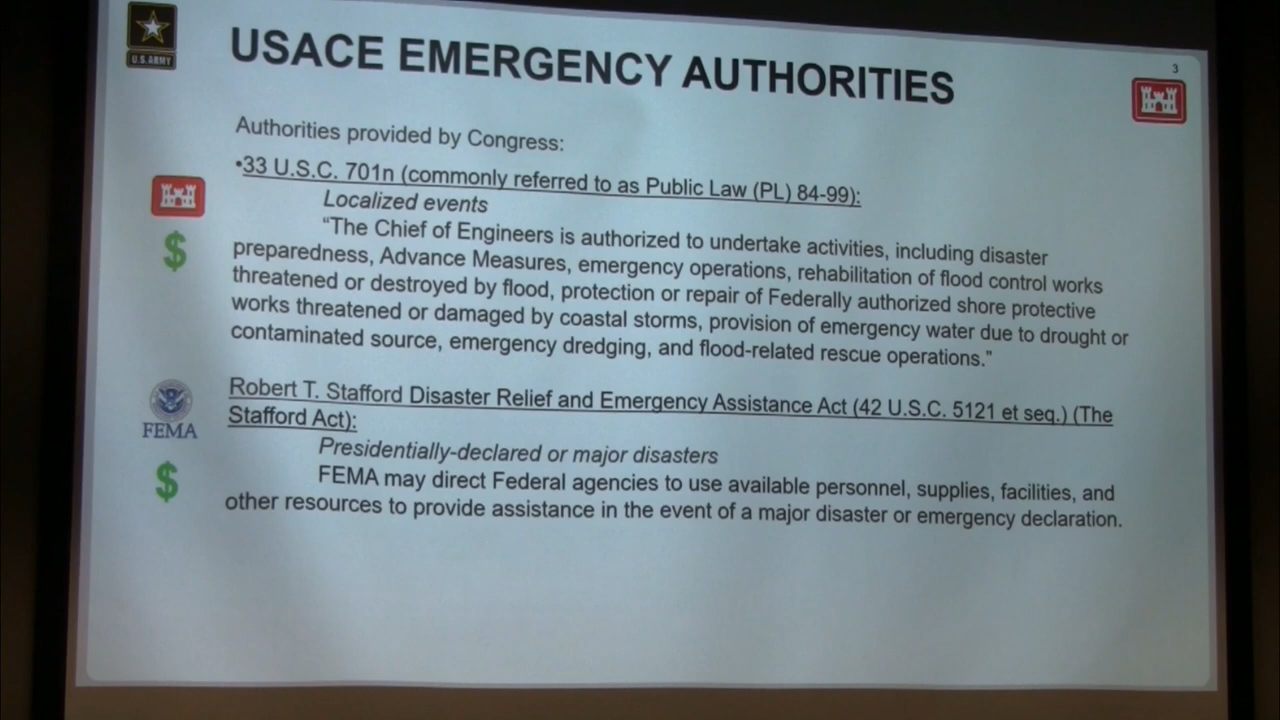 U.S.ARMY
USACE EMERGENCY AUTHORITIES
3
Authorities provided by Congress:
•33 U.S.C. 701n (commonly referred to as Public Law (PL) 84-99):
Localized events
“The Chief of Engineers is authorized to undertake activities, including disaster
preparedness, Advance Measures, emergency operations, rehabilitation of flood control works
threatened or destroyed by flood, protection or repair of Federally authorized shore protective
works threatened or damaged by coastal storms, provision of emergency water due to drought or
contaminated source, emergency dredging, and flood-related rescue operations.”
$
Robert T. Stafford Disaster Relief and Emergency Assistance Act (42 U.S.C. 5121 et seq.) (The
Stafford Act):
FEMA
Presidentially-declared or major disasters
FEMA may direct Federal agencies to use available personnel, supplies, facilities, and
other resources to provide assistance in the event of a major disaster or emergency declaration.
$